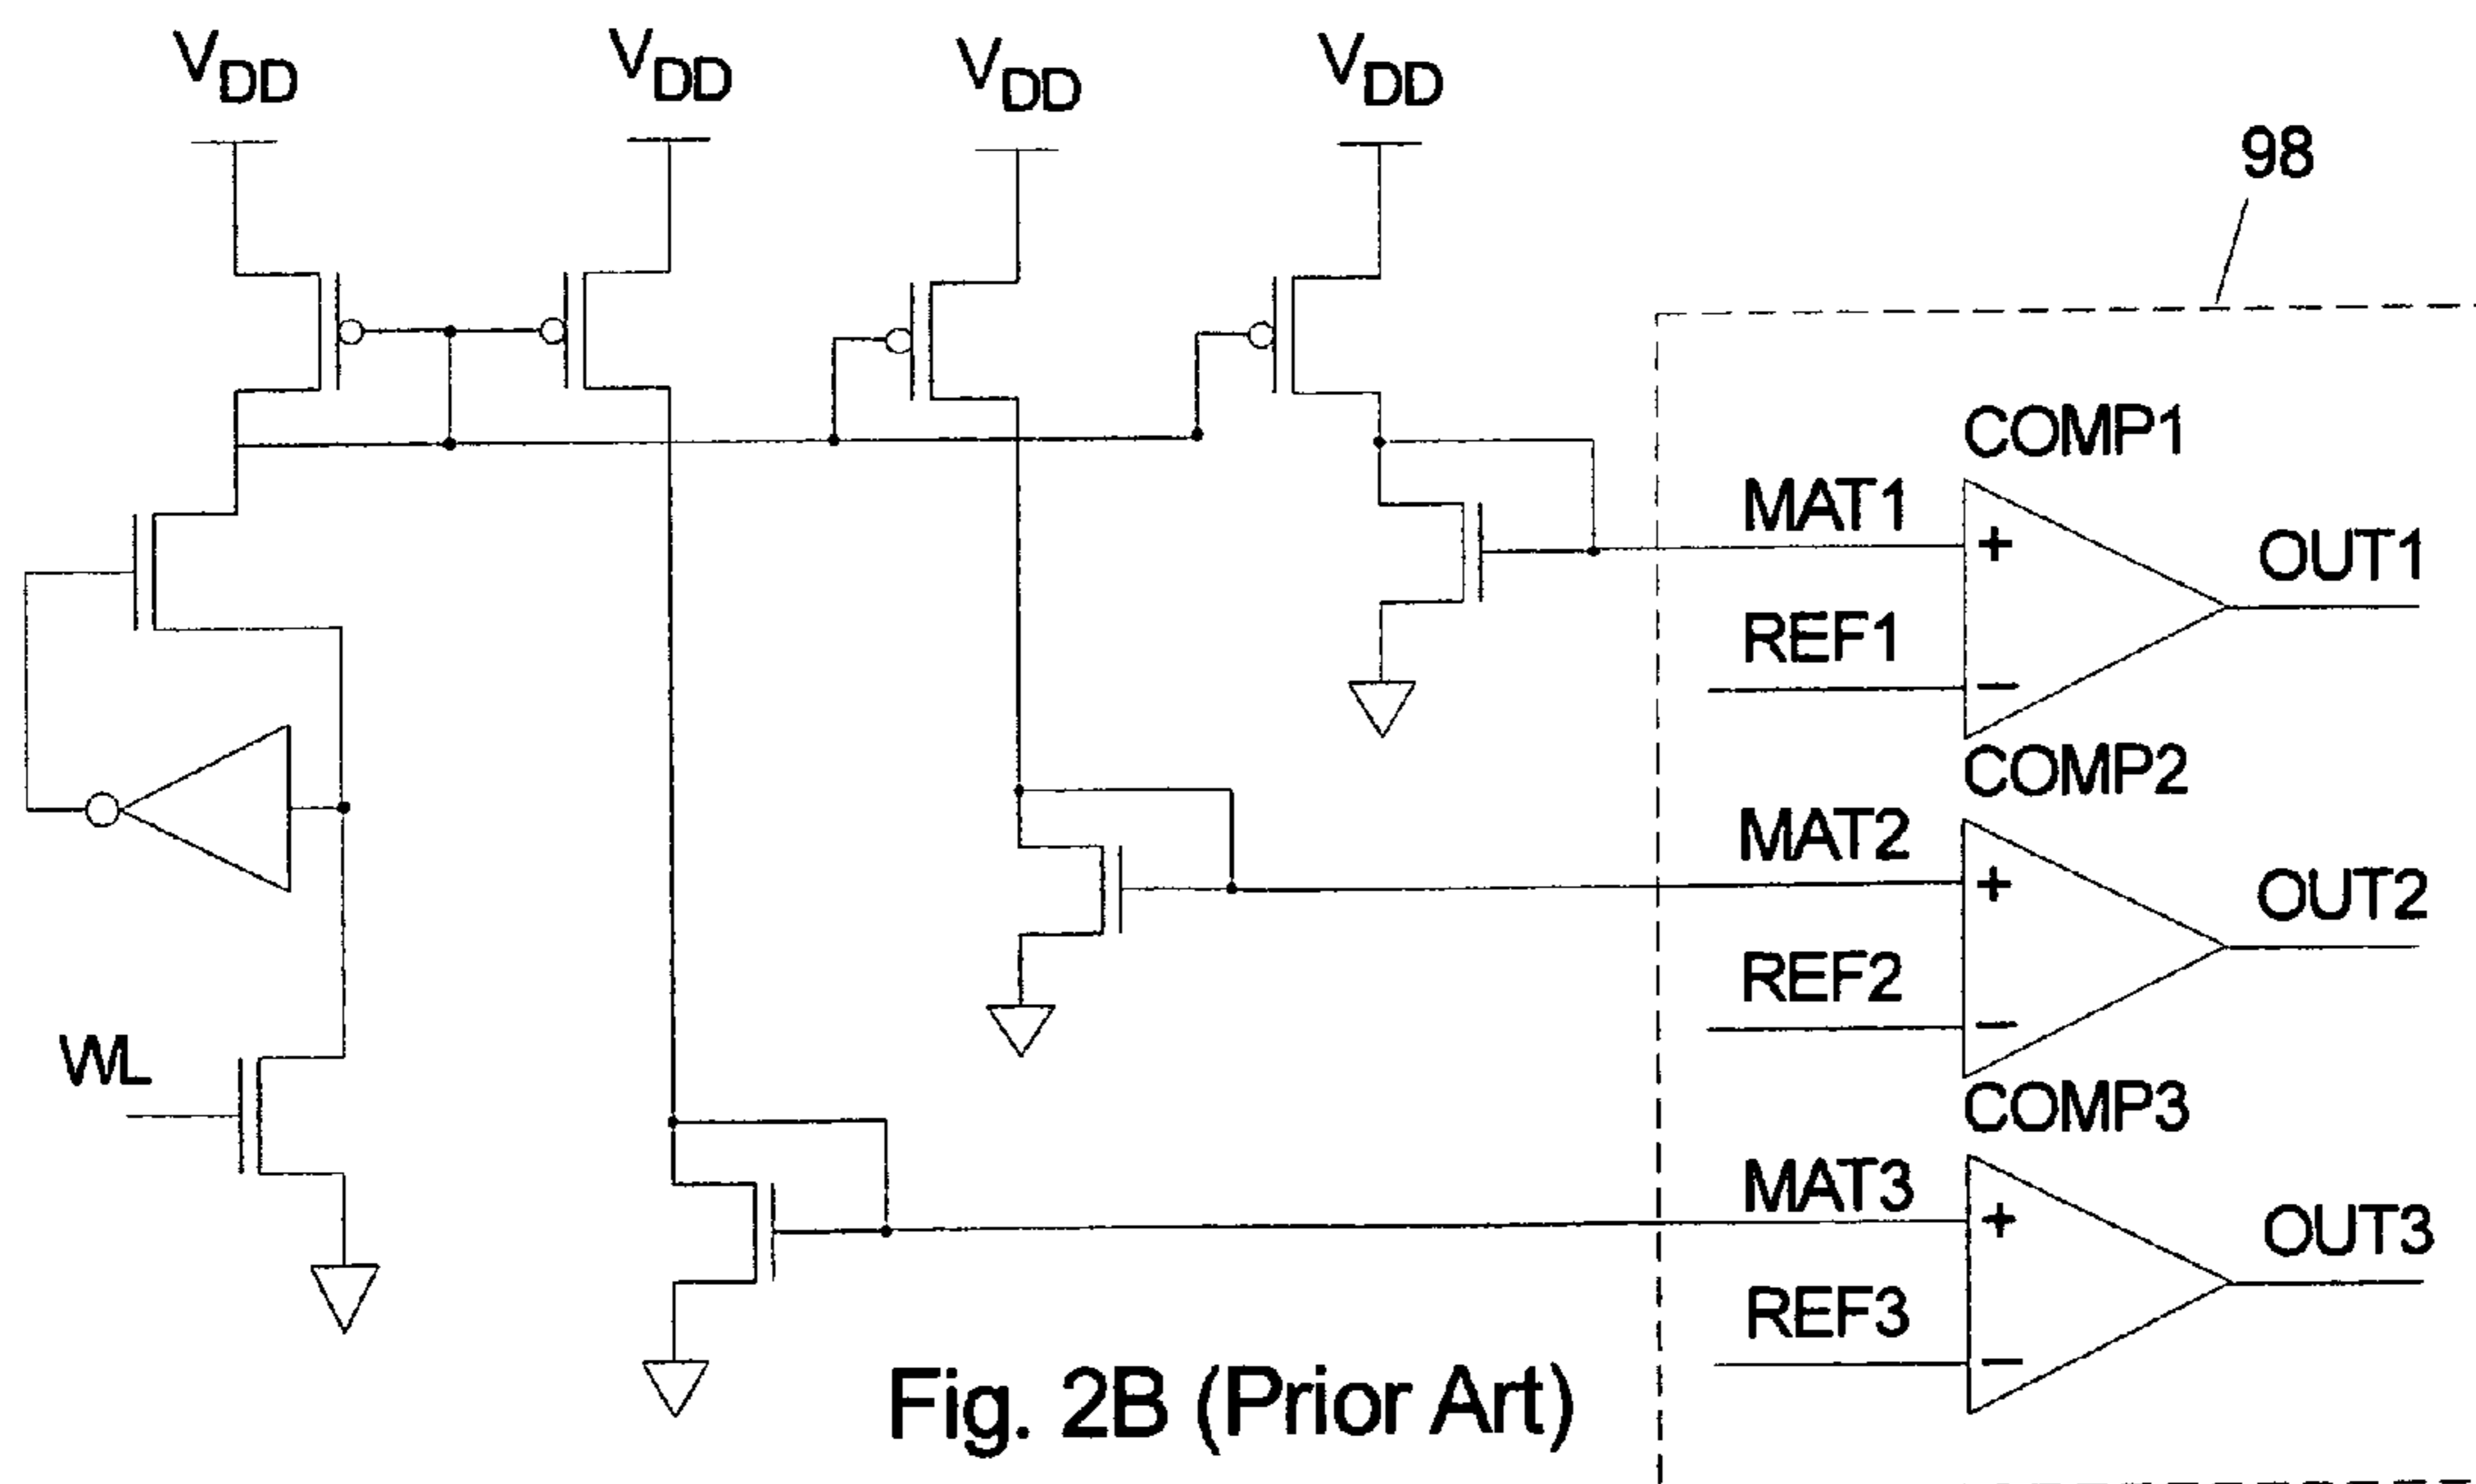 VDD VDD VDD VDD
98
COMP1
MAT1
+
OUT1
REF1
−
COMP2
MAT2
+
OUT2
REF2
−
WL
COMP3
MAT3
+
OUT3
REF3
−
Fig. 2B (Prior Art)